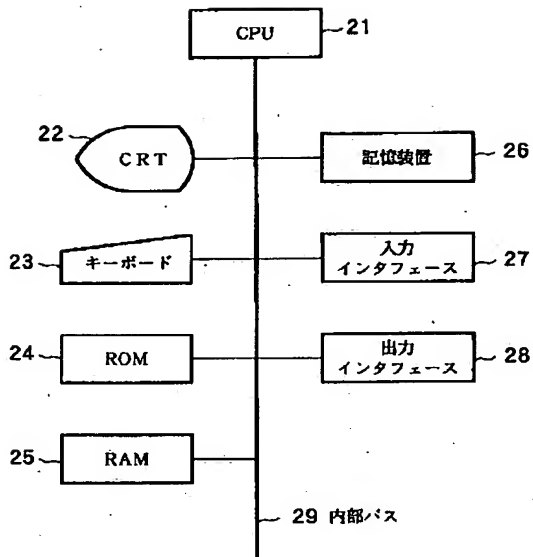 CPU
21
22
CRT
記憶装置
26
23
キーボード
入力
インタフェース
27
24
ROM
出力
インタフェース
28
25
RAM
29 内部バス